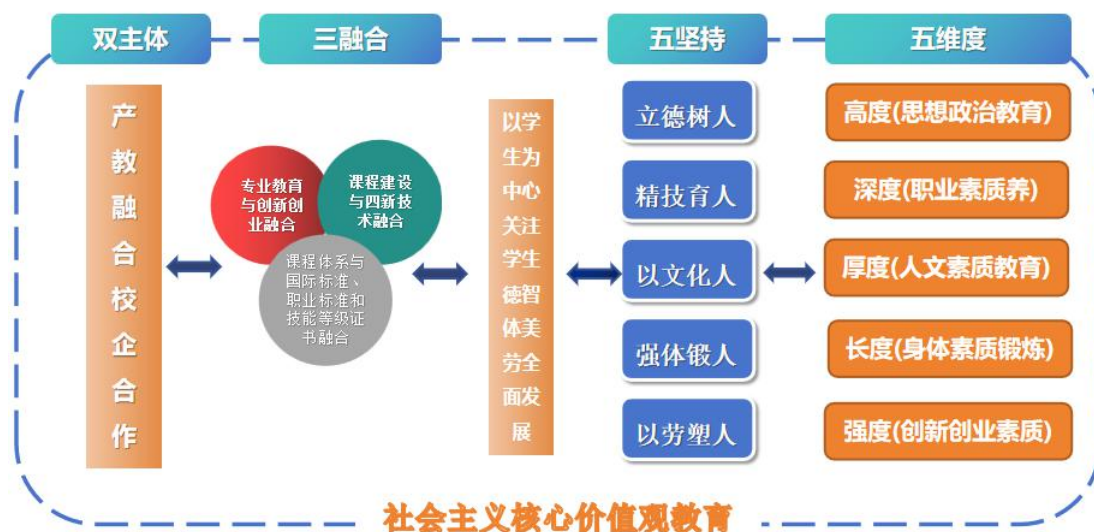 双主体
三融合
五坚持
五维度
产教融合校企合作
专业教育
与创新创
业融合
课程建设
与四新技
术融合
课程体系与
国际标准、
职业标准和
技能等级证
书融合
以学
生为
中心
关注
学生
德智
体美
劳全
面发
展
立德树人
精技育人
以文化人
强体锻人
以劳塑人
高度(思想政治教育)
深度(职业素质养)
厚度(人文素质教育)
长度(身体素质锻炼)
强度(创新创业素质)
社会主义核心价值观教育